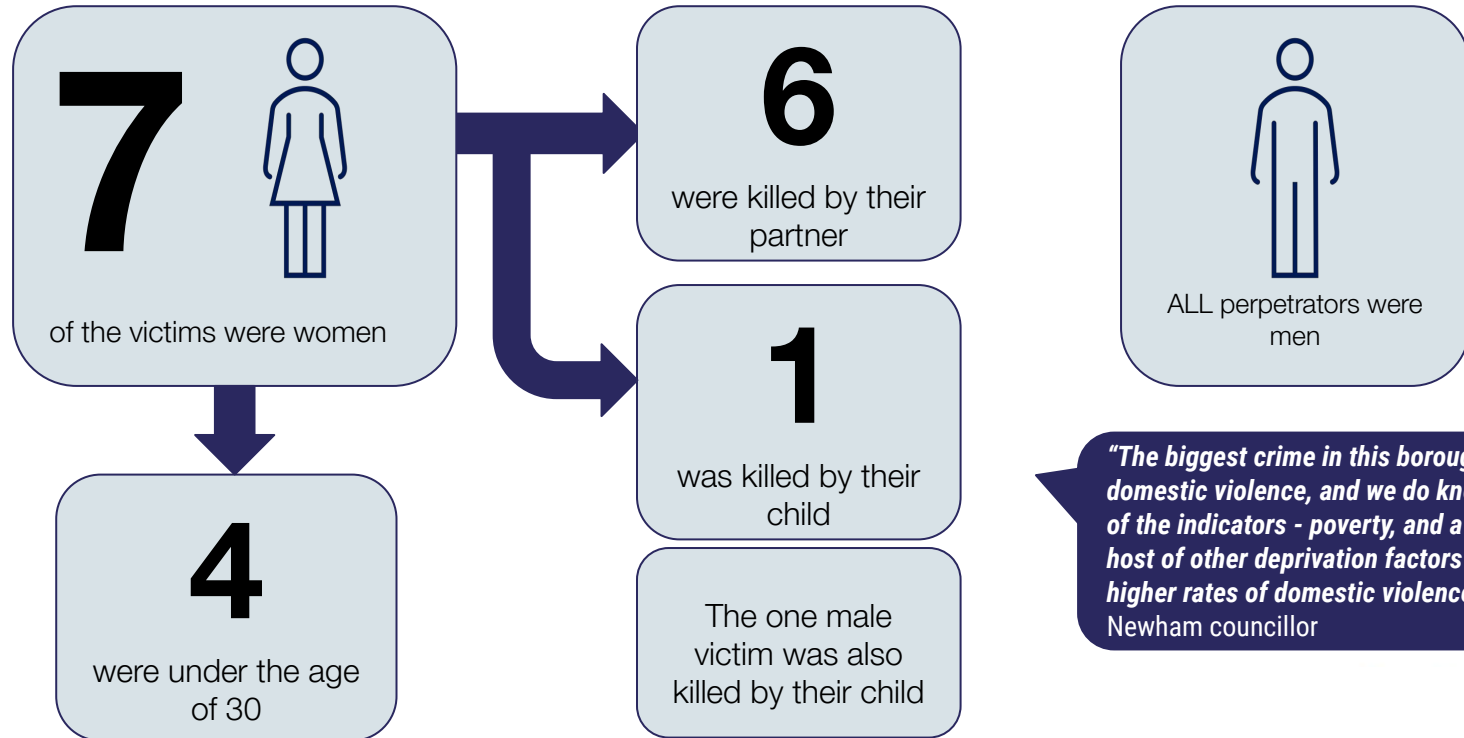 7
of the victims were women
6
were killed by their
partner
1
was killed by their
child
The one male
victim was also
killed by their child
4
were under the age
of 30
ALL perpetrators were
men
“The biggest crime in this
domestic violence, and we do
of the indicators - poverty, and a
host of other deprivation factors
higher rates of domestic
Newham councillor